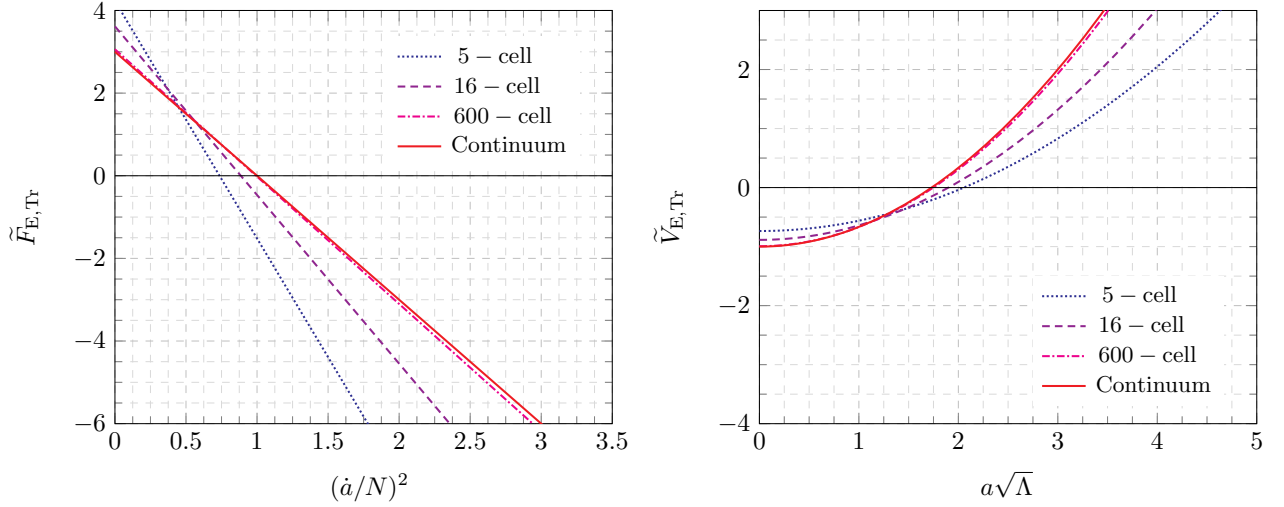 4
2
0
−2
−4
−6
0
0.5
1
1.5
2
2.5
3
3.5
(ȧ/N)²
F̃_{E,Tr}
5 − cell
16 − cell
600 − cell
Continuum
2
0
−2
−4
0
1
2
3
4
5
a√Λ
Ṽ_{E,Tr}
5 − cell
16 − cell
600 − cell
Continuum